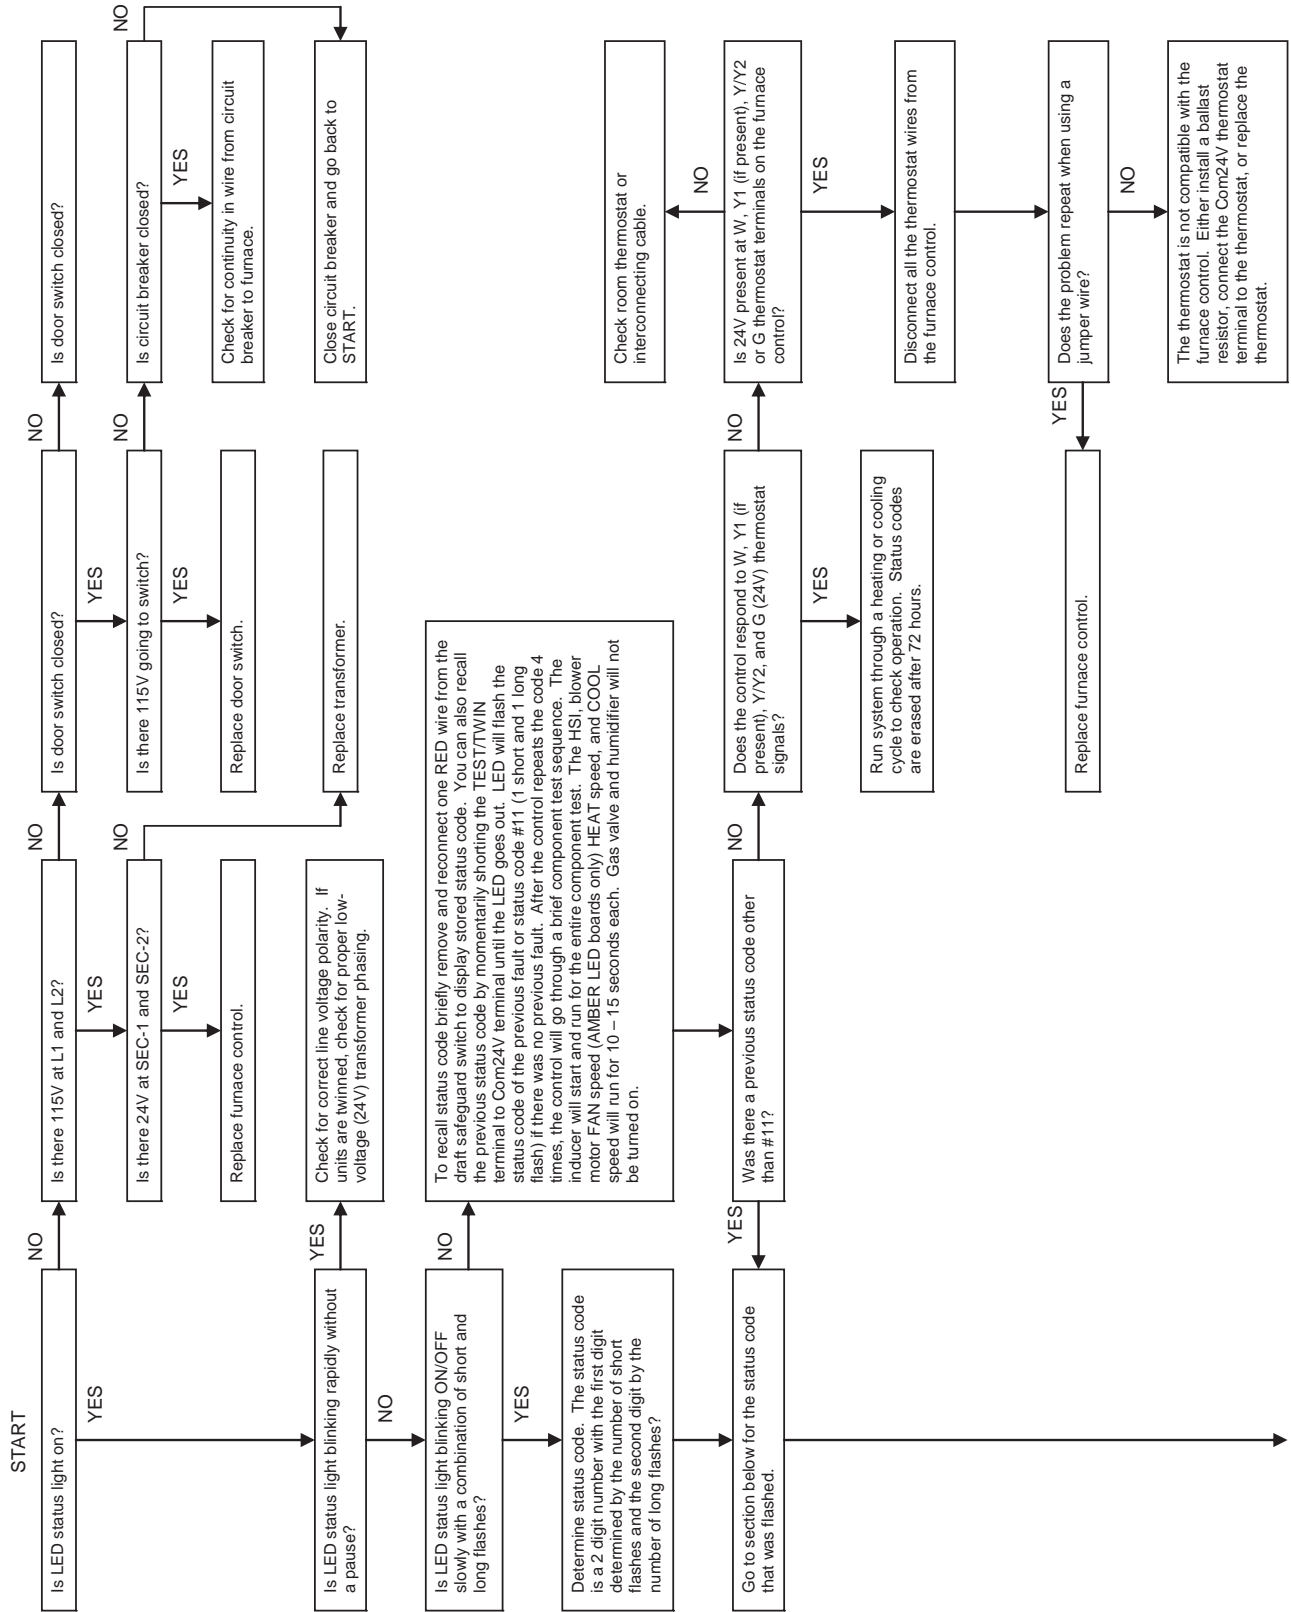 START
Is LED status light on?
NO
YES
Is there 115V at L1 and L2?
NO
YES
Is door switch closed?
NO
YES
Is door switch closed?
Is there 24V at SEC-1 and SEC-2?
NO
YES
Is there 115V going to switch?
NO
YES
Is circuit breaker closed?
NO
YES
Replace furnace control.
Replace door switch.
Check for continuity in wire from circuit
breaker to furnace.
Is LED status light blinking rapidly without
a pause?
YES
NO
Check for correct line voltage polarity. If
units are twinned, check for proper low-
voltage (24V) transformer phasing.
Replace transformer.
Close circuit breaker and go back to
START.
Is LED status light blinking ON/OFF
slowly with a combination of short and
long flashes?
NO
YES
To recall status code briefly remove and reconnect one RED wire from the
draft safeguard switch to display stored status code. You can also recall
the previous status code by momentarily shorting the TEST/TWIN
terminal to Com24V terminal until the LED goes out. LED will flash the
status code of the previous fault or status code #11 (1 short and 1 long
flash) if there was no previous fault. After the control repeats the code 4
times, the control will go through a brief component test sequence. The
inducer will start and run for the entire component test. The HSI, blower
motor FAN speed (AMBER LED boards only) HEAT speed, and COOL
speed will run for 10 – 15 seconds each. Gas valve and humidifier will not
be turned on.
Determine status code. The status code
is a 2 digit number with the first digit
determined by the number of short
flashes and the second digit by the
number of long flashes?
Check room thermostat or
interconnecting cable.
Go to section below for the status code
that was flashed.
YES
Was there a previous status code other
than #11?
NO
Does the control respond to W, Y1 (if
present), Y/Y2, and G (24V) thermostat
signals?
NO
YES
Is 24V present at W, Y1 (if present), Y/Y2
or G thermostat terminals on the furnace
control?
NO
YES
Run system through a heating or cooling
cycle to check operation. Status codes
are erased after 72 hours.
Disconnect all the thermostat wires from
the furnace control.
Replace furnace control.
YES
Does the problem repeat when using a
jumper wire?
NO
The thermostat is not compatible with the
furnace control. Either install a ballast
resistor, connect the Com24V thermostat
terminal to the thermostat, or replace the
thermostat.